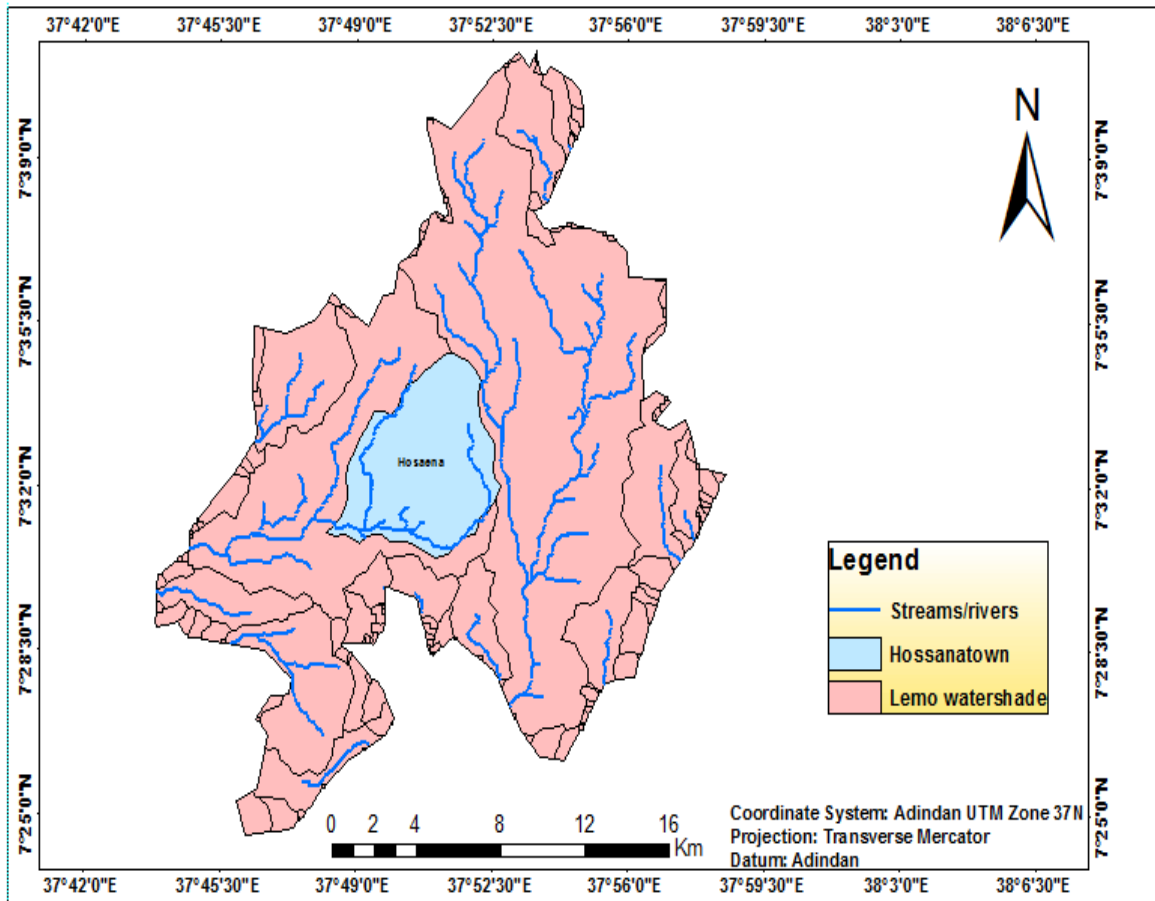 37°42'0"E 37°45'30"E 37°49'0"E 37°52'30"E 37°56'0"E 37°59'30"E 38°3'0"E 38°6'30"E
N
7°39'0"N 7°39'0"N
7°35'30"N 7°35'30"N
Hosaena
7°32'0"N 7°32'0"N
Legend
Streams/rivers
Hossanatown
Lemo watershade
7°28'30"N 7°28'30"N
7°25'0"N 7°25'0"N
0 2 4 8 12 16
Km
Coordinate System: Adindan UTM Zone 37N
Projection: Transverse Mercator
Datum: Adindan
37°42'0"E 37°45'30"E 37°49'0"E 37°52'30"E 37°56'0"E 37°59'30"E 38°3'0"E 38°6'30"E